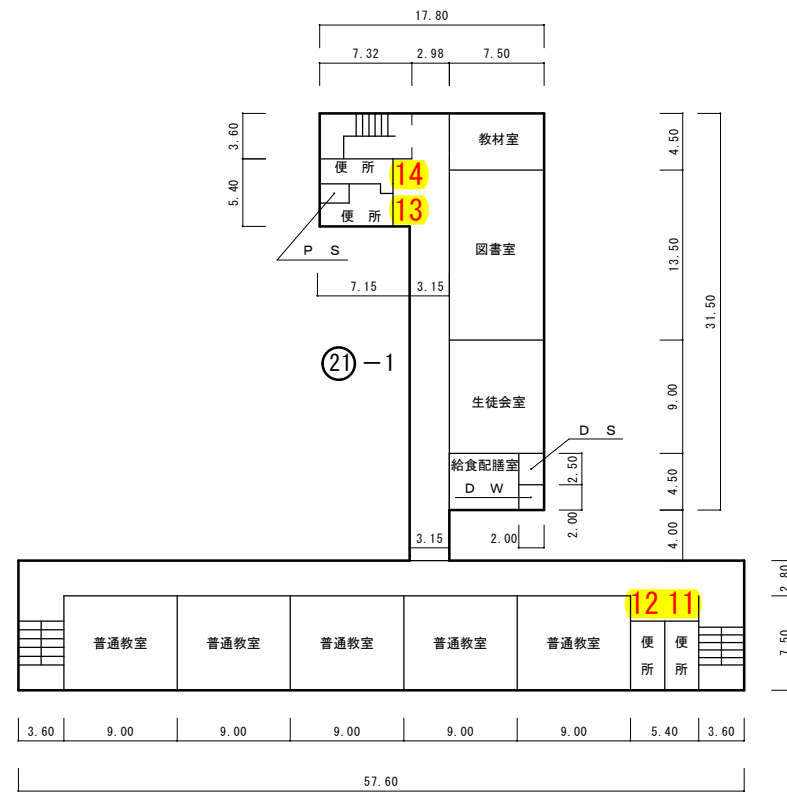 17.80
7.32 2.98 7.50
3.60
教材室
4.50
便 所
14
5.40
13
便 所
P S
図書室
13.50
7.15 3.15
31.50
㉑-1
生徒会室
9.00
D S
給食配膳室
2.50
4.50
D W
3.15 2.00
2.00
4.00
2.80
12 11
普通教室 普通教室 普通教室 普通教室 普通教室 便所 便所
7.50
3.60 9.00 9.00 9.00 9.00 9.00 5.40 3.60
57.60